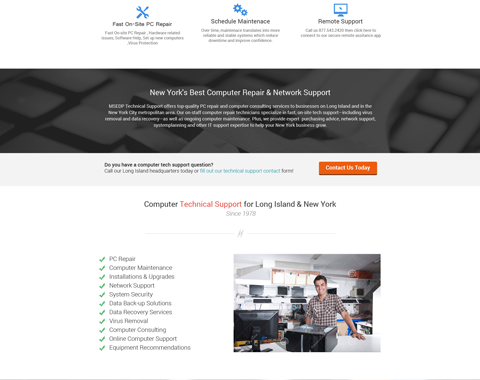 Fast On-Site PC Repair
Schedule Maintenace
Remote Support
Fast On-site PC Repair , Hardware related
issues, Software Help, Set up new computers
,Virus Protection
Over time, maintenance translates into more
reliable and stable systems which reduce
downtime and improve confidence.
Call us 877.545.2420 then click here to
connect to our secure remote assistance app
New York's Best Computer Repair & Network Support
MSEDP Technical Support offers top-quality PC repair and computer consulting services to businesses on Long Island and in the
New York City metropolitan area. Our on-staff computer repair technicians specialize in fast, on-site tech support—including virus
removal and data recovery—as well as ongoing computer maintenance. Plus, we provide expert purchasing advice, network support,
systemplanning and other IT support expertise to help your New York business grow.
Do you have a computer tech support question?
Call our Long Island headquarters today or fill out our technical support contact form!
Contact Us Today
Computer Technical Support for Long Island & New York
Since 1978
PC Repair
Computer Maintenance
Installations & Upgrades
Network Support
System Security
Data Back-up Solutions
Data Recovery Services
Virus Removal
Computer Consulting
Online Computer Support
Equipment Recommendations